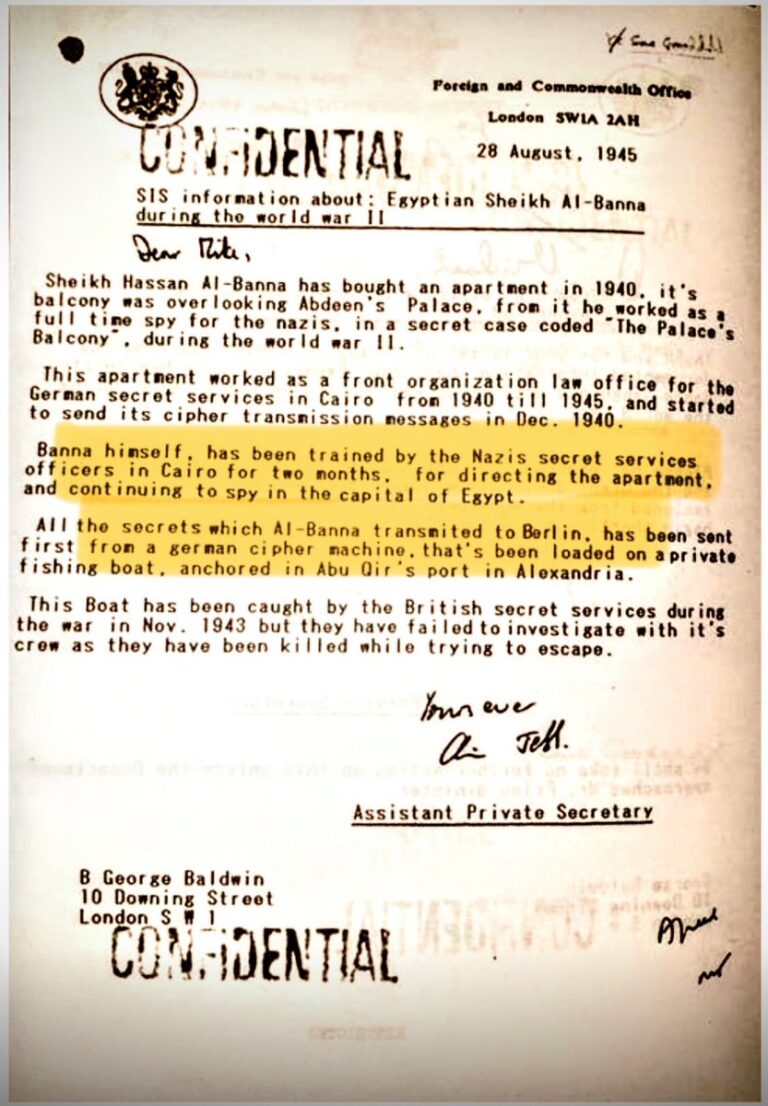 Foreign and Commonwealth Office
London SW1A 2AH
CONFIDENTIAL
28 August, 1945
SIS information about: Egyptian Sheikh Al-Banna
during the world war II
Dear Mike,
Sheikh Hassan Al-Banna has bought an apartment in 1940, it's
balcony was overlooking Abdeen's Palace, from it he worked as a
full time spy for the nazis, in a secret case coded "The Palace's
Balcony", during the world war II.
This apartment worked as a front organization law office for the
German secret services in Cairo from 1940 till 1945, and started
to send its cipher transmission messages in Dec. 1940.
Banna himself, has been trained by the Nazis secret services
officers in Cairo for two months, for directing the apartment,
and continuing to spy in the capital of Egypt.
All the secrets which Al-Banna transmited to Berlin, has been sent
first from a german cipher machine, that's been loaded on a private
fishing boat, anchored in Abu Qir's port in Alexandria.
This Boat has been caught by the British secret services during
the war in Nov. 1943 but they have failed to investigate with it's
crew as they have been killed while trying to escape.
Yours ever
Assistant Private Secretary
B George Baldwin
10 Downing Street
London S W 1
CONFIDENTIAL